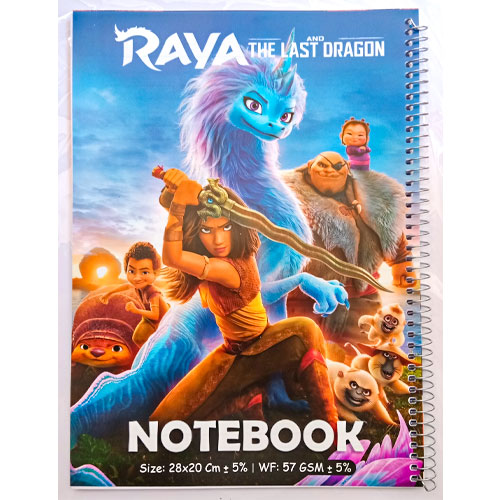 RAYA AND THE LAST DRAGON
NOTEBOOK
Size: 28x20 Cm ± 5% | WF: 57 GSM ± 5%